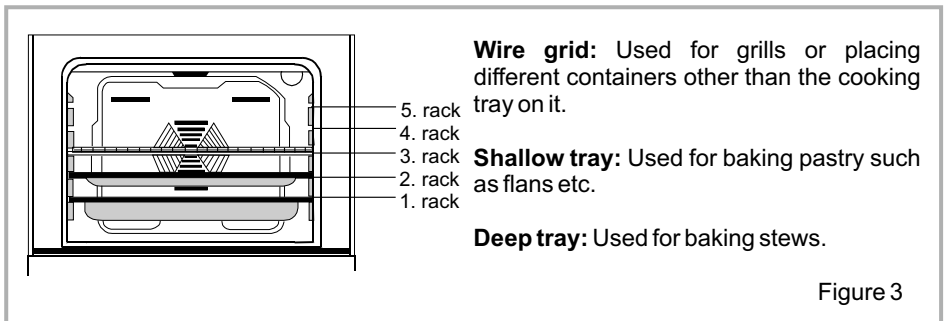 5. rack
4. rack
3. rack
2. rack
1. rack
Wire grid: Used for grills or placing
different containers other than the cooking
tray on it.
Shallow tray: Used for baking pastry such
as flans etc.
Deep tray: Used for baking stews.
Figure 3